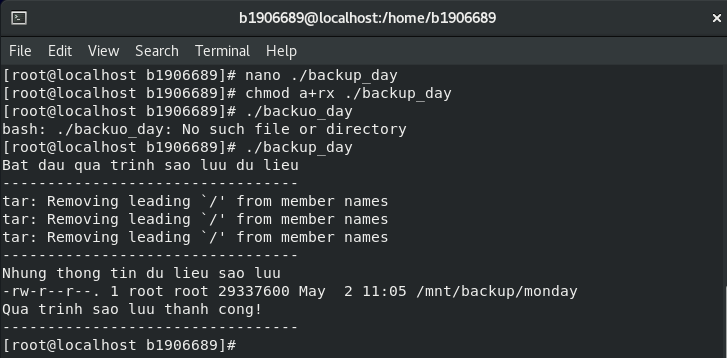 b1906689@localhost:/home/b1906689
File Edit View Search Terminal Help
[root@localhost b1906689]# nano ./backup_day
[root@localhost b1906689]# chmod a+rx ./backup_day
[root@localhost b1906689]# ./backuo_day
bash: ./backuo_day: No such file or directory
[root@localhost b1906689]# ./backup_day
Bat dau qua trinh sao luu du lieu
---------------------------------
tar: Removing leading `/' from member names
tar: Removing leading `/' from member names
tar: Removing leading `/' from member names
---------------------------------
Nhung thong tin du lieu sao luu
-rw-r--r--. 1 root root 29337600 May  2 11:05 /mnt/backup/monday
Qua trinh sao luu thanh cong!
---------------------------------
[root@localhost b1906689]#